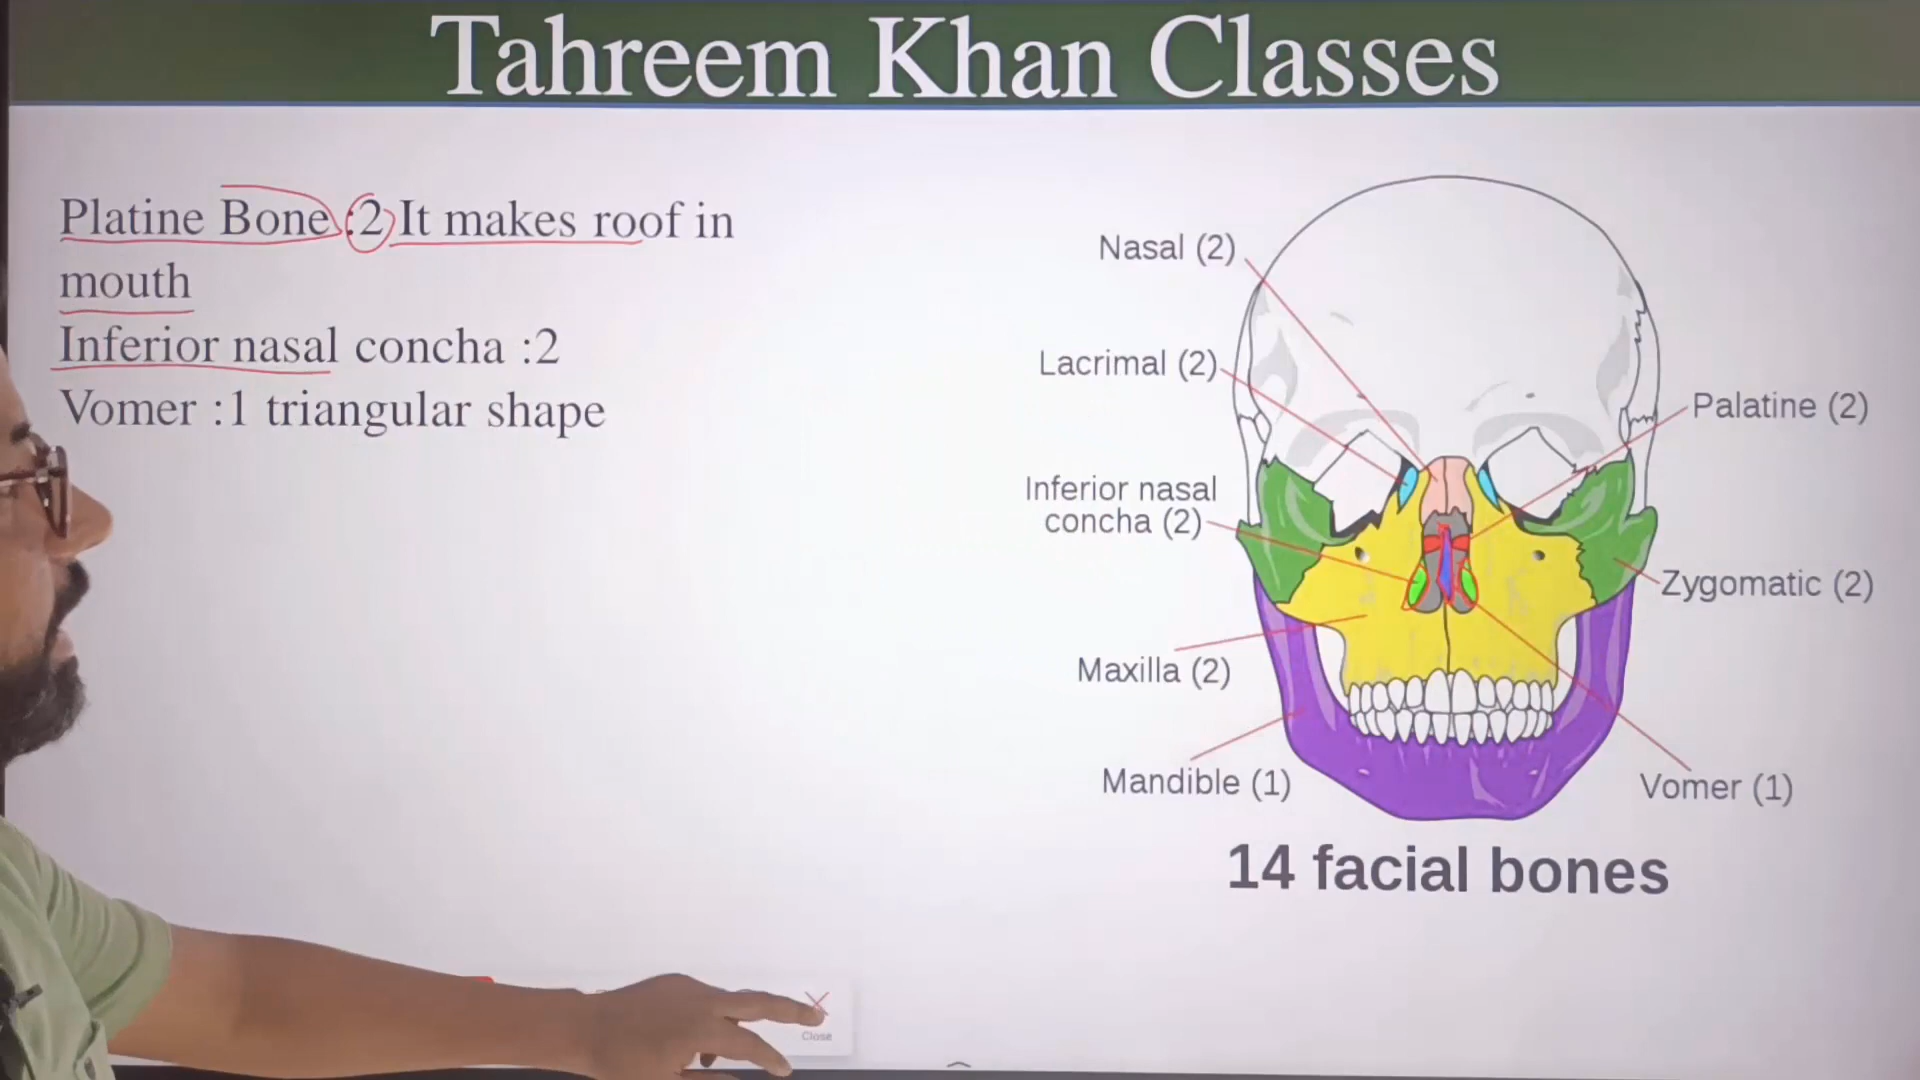 Tahreem Khan Classes
Platine Bone :2 It makes roof in
mouth
Inferior nasal concha :2
Vomer :1 triangular shape
Nasal (2)
Lacrimal (2)
Palatine (2)
Inferior nasal
concha (2)
Zygomatic (2)
Maxilla (2)
Mandible (1)
Vomer (1)
14 facial bones
Close